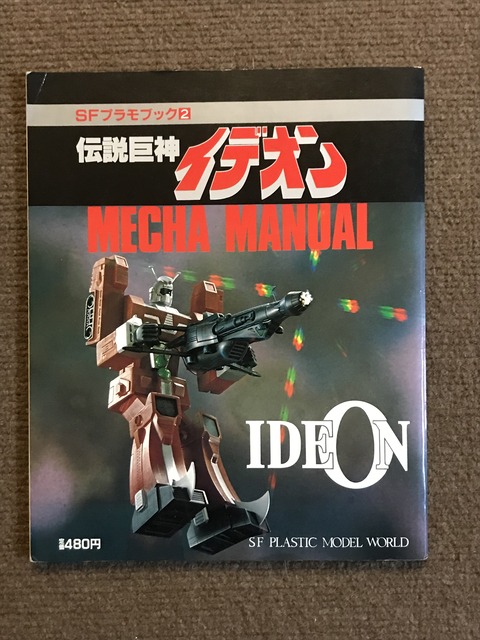 SFプラモブック2
伝説巨神
イデオン
MECHA MANUAL
IDEON
定価480円
SF PLASTIC MODEL WORLD